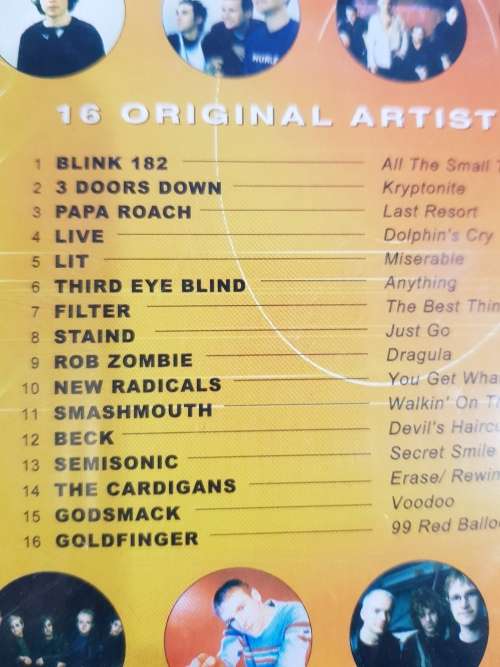 16 ORIGINAL ARTIST
1 BLINK 182 All The Small
2 3 DOORS DOWN Kryptonite
3 PAPA ROACH Last Resort
4 LIVE Dolphin's Cry
5 LIT Miserable
6 THIRD EYE BLIND Anything
7 FILTER The Best Thin
8 STAIND Just Go
9 ROB ZOMBIE Dragula
10 NEW RADICALS You Get Wha
11 SMASHMOUTH Walkin' On Th
12 BECK Devil's Hairc
13 SEMISONIC Secret Smile
14 THE CARDIGANS Erase/ Rewin
15 GODSMACK Voodoo
16 GOLDFINGER 99 Red Ballo